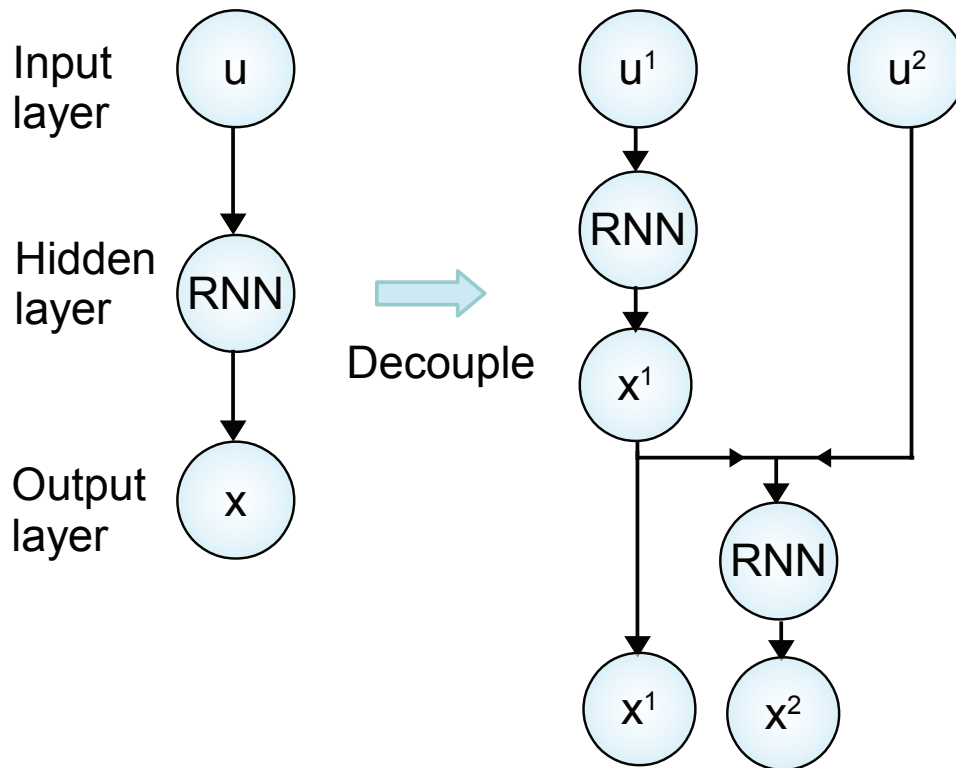 Input
layer
u
Hidden
layer
RNN
Output
layer
x
Decouple
u¹
u²
RNN
x¹
RNN
x¹
x²